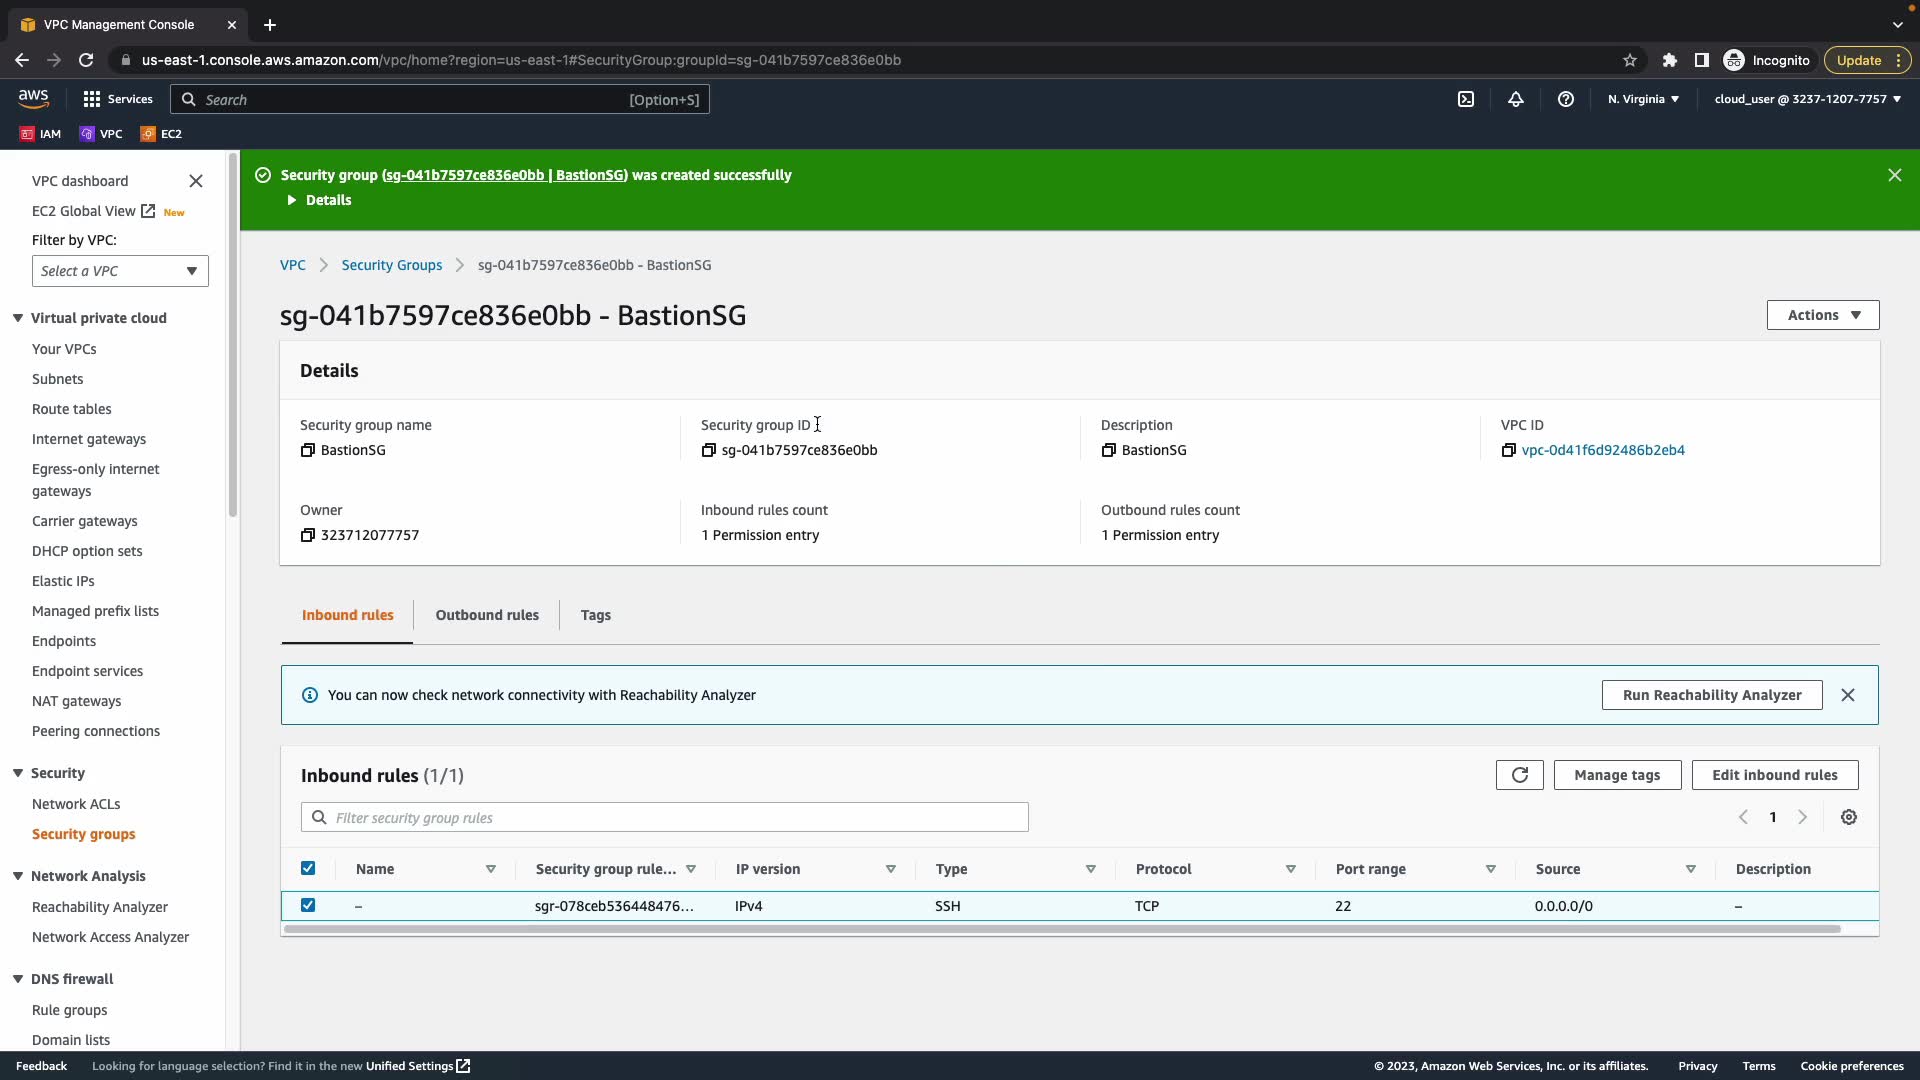 VPC Management Console
us-east-1.console.aws.amazon.com/vpc/home?region=us-east-1#SecurityGroup:groupId=sg-041b7597ce836e0bb
Incognito
Update
aws
Services
Search
[Option+S]
N. Virginia
cloud_user @ 3237-1207-7757
IAM
VPC
EC2
VPC dashboard
EC2 Global View
New
Filter by VPC:
Select a VPC
Virtual private cloud
Your VPCs
Subnets
Route tables
Internet gateways
Egress-only internet
gateways
Carrier gateways
DHCP option sets
Elastic IPs
Managed prefix lists
Endpoints
Endpoint services
NAT gateways
Peering connections
Security
Network ACLs
Security groups
Network Analysis
Reachability Analyzer
Network Access Analyzer
DNS firewall
Rule groups
Domain lists
Security group (sg-041b7597ce836e0bb | BastionSG) was created successfully
Details
VPC
Security Groups
sg-041b7597ce836e0bb - BastionSG
sg-041b7597ce836e0bb - BastionSG
Actions
Details
Security group name
BastionSG
Security group ID
sg-041b7597ce836e0bb
Description
BastionSG
VPC ID
vpc-0d41f6d92486b2eb4
Owner
323712077757
Inbound rules count
1 Permission entry
Outbound rules count
1 Permission entry
Inbound rules
Outbound rules
Tags
You can now check network connectivity with Reachability Analyzer
Run Reachability Analyzer
Inbound rules (1/1)
Manage tags
Edit inbound rules
Filter security group rules
1
Name
Security group rule...
IP version
Type
Protocol
Port range
Source
Description
–
sgr-078ceb536448476...
IPv4
SSH
TCP
22
0.0.0.0/0
–
Feedback
Looking for language selection? Find it in the new Unified Settings
© 2023, Amazon Web Services, Inc. or its affiliates.
Privacy
Terms
Cookie preferences